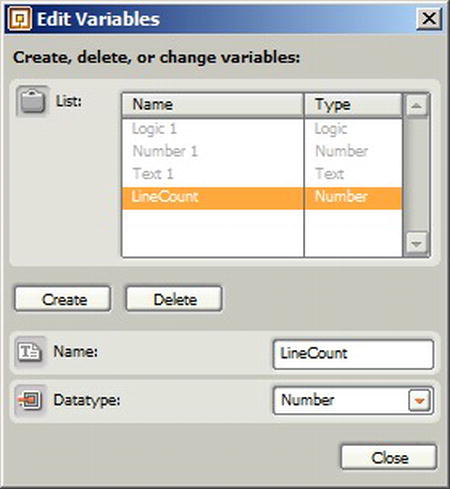 Edit Variables
Create, delete, or change variables:
List:
Name Type
Logic 1 Logic
Number 1 Number
Text 1 Text
LineCount Number
Create Delete
Name: LineCount
Datatype: Number
Close